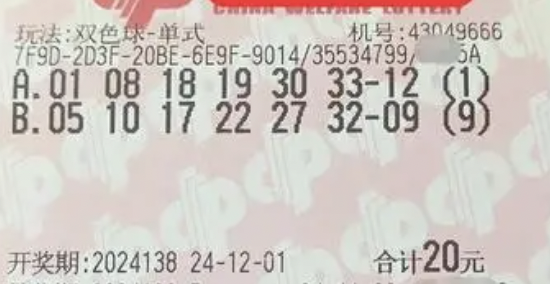 CHINA WELFARE LOTTERY
玩法:双色球-单式 机号:43049666
7F9D-2D3F-20BE-6E9F-9014/35534799/ 5A
A.01 08 18 19 30 33-12 (1)
B.05 10 17 22 27 32-09 (9)
开奖期:2024138 24-12-01 合计20元